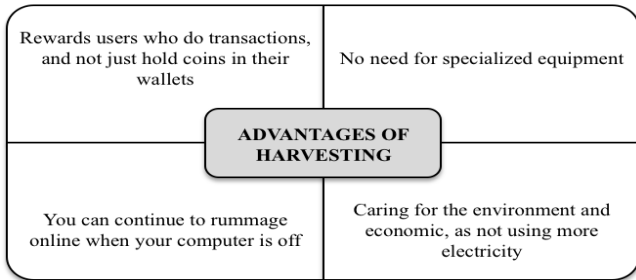 Rewards users who do transactions,
and not just hold coins in their
wallets
No need for specialized equipment
ADVANTAGES OF
HARVESTING
You can continue to rummage
online when your computer is off
Caring for the environment and
economic, as not using more
electricity